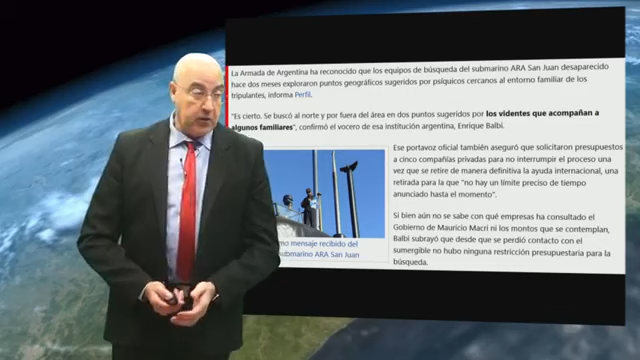 La Armada de Argentina ha reconocido que los equipos de búsqueda del submarino ARA San Juan desaparecido
hace dos meses exploraron puntos geográficos sugeridos por psíquicos cercanos al entorno familiar de los
tripulantes, informa Perfil.
"Es cierto. Se buscó al norte y por fuera del área en dos puntos sugeridos por los videntes que acompañan a
algunos familiares", confirmó el vocero de esa institución argentina, Enrique Balbi.
Ese portavoz oficial también aseguró que solicitaron presupuestos
a cinco compañías privadas para no interrumpir el proceso una
vez que se retire de manera definitiva la ayuda internacional, una
retirada para la que "no hay un límite preciso de tiempo
anunciado hasta el momento".
mo mensaje recibido del
submarino ARA San Juan
Si bien aún no se sabe con qué empresas ha consultado el
Gobierno de Mauricio Macri ni los montos que se contemplan,
Balbi subrayó que desde que se perdió contacto con el
sumergible no hubo ninguna restricción presupuestaria para la
búsqueda.